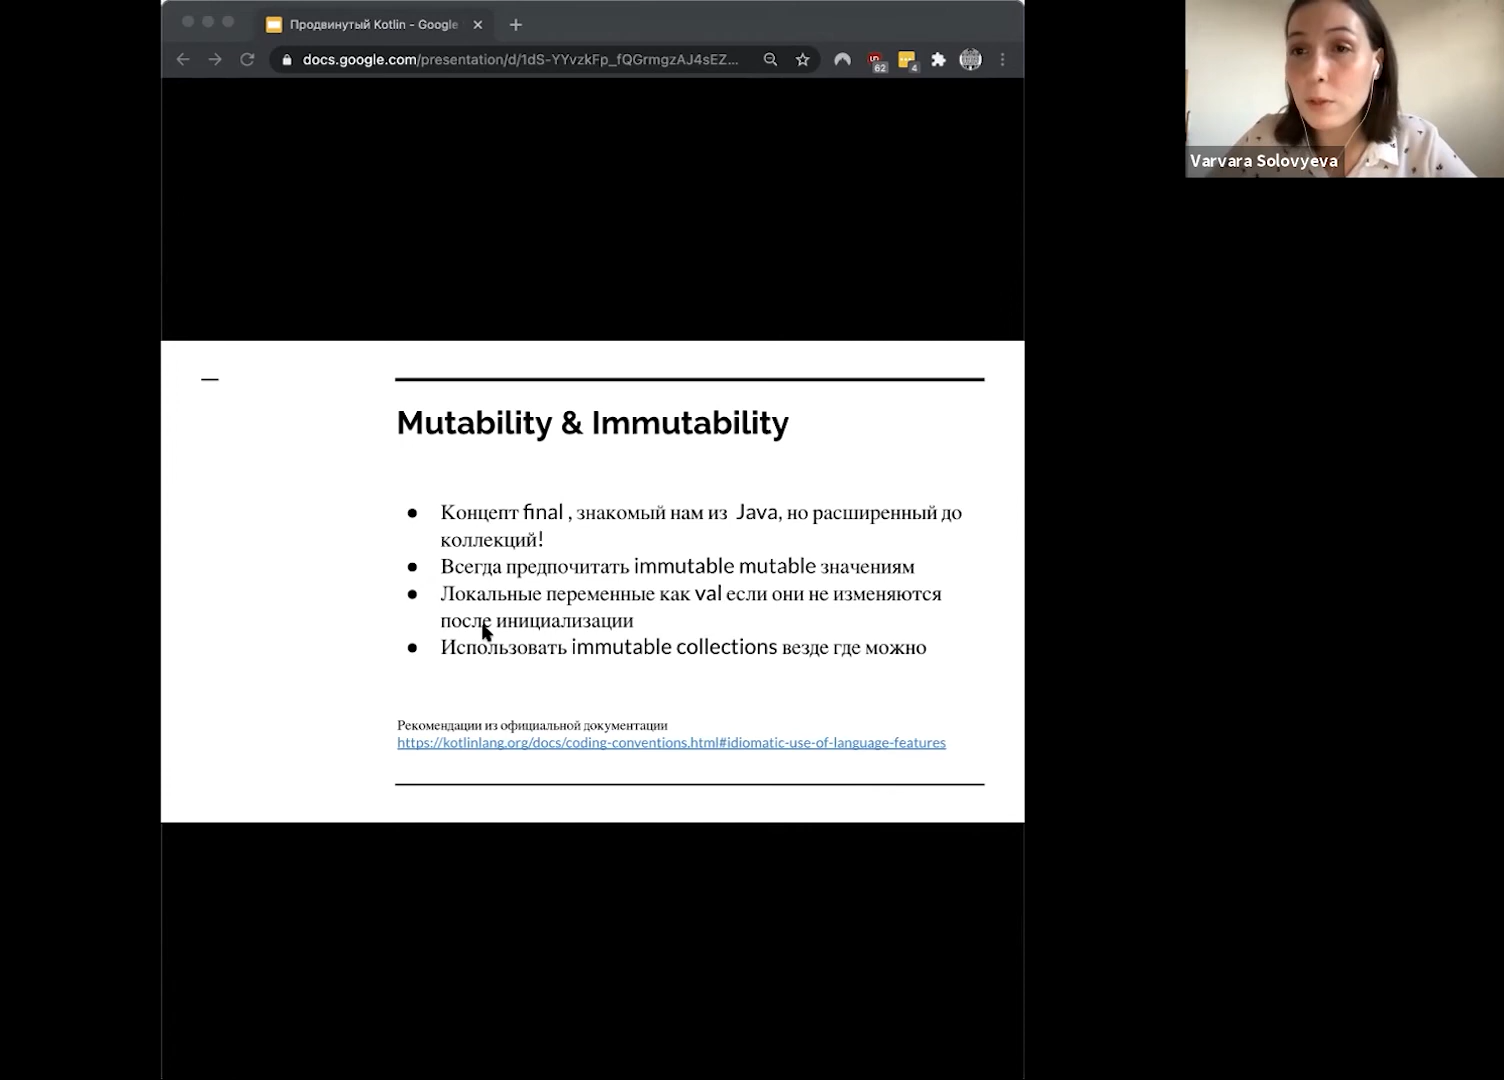 Продвинутый Kotlin - Google
docs.google.com/presentation/d/1dS-YYvzkFp_fQGrmgzAJ4sEZ...
62
4
Varvara Solovyeva
Mutability & Immutability
● Концепт final , знакомый нам из Java, но расширенный до
коллекций!
● Всегда предпочитать immutable mutable значениям
● Локальные переменные как val если они не изменяются
после инициализации
● Использовать immutable collections везде где можно
Рекомендации из официальной документации
https://kotlinlang.org/docs/coding-conventions.html#idiomatic-use-of-language-features